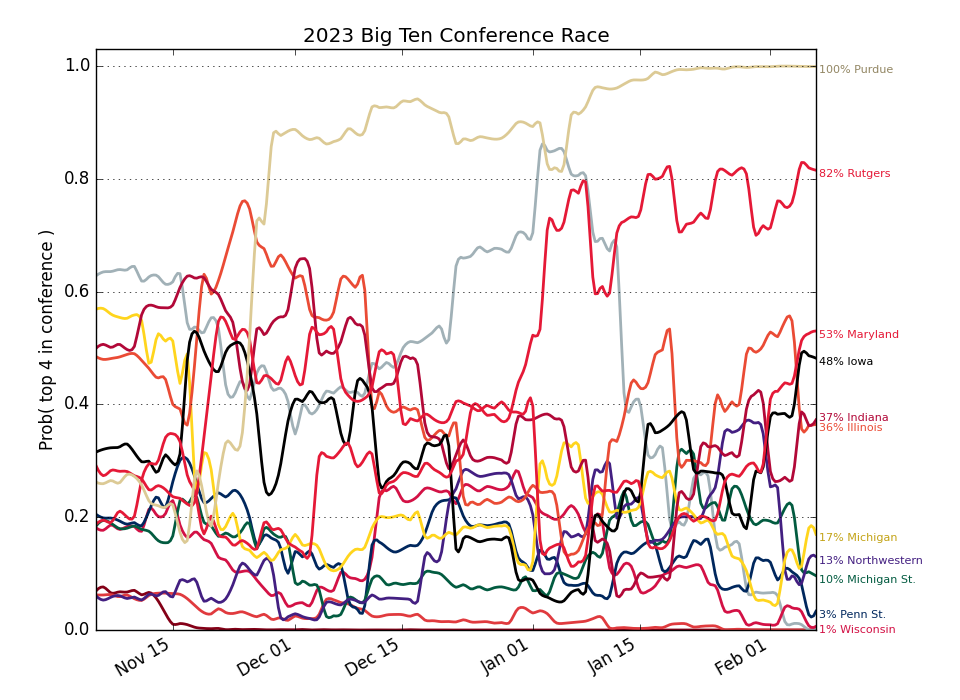 2023 Big Ten Conference Race
Prob( top 4 in conference )
1.0
0.8
0.6
0.4
0.2
0.0
Nov 15
Dec 01
Dec 15
Jan 01
Jan 15
Feb 01
100% Purdue
82% Rutgers
53% Maryland
48% Iowa
37% Indiana
36% Illinois
17% Michigan
13% Northwestern
10% Michigan St.
3% Penn St.
1% Wisconsin